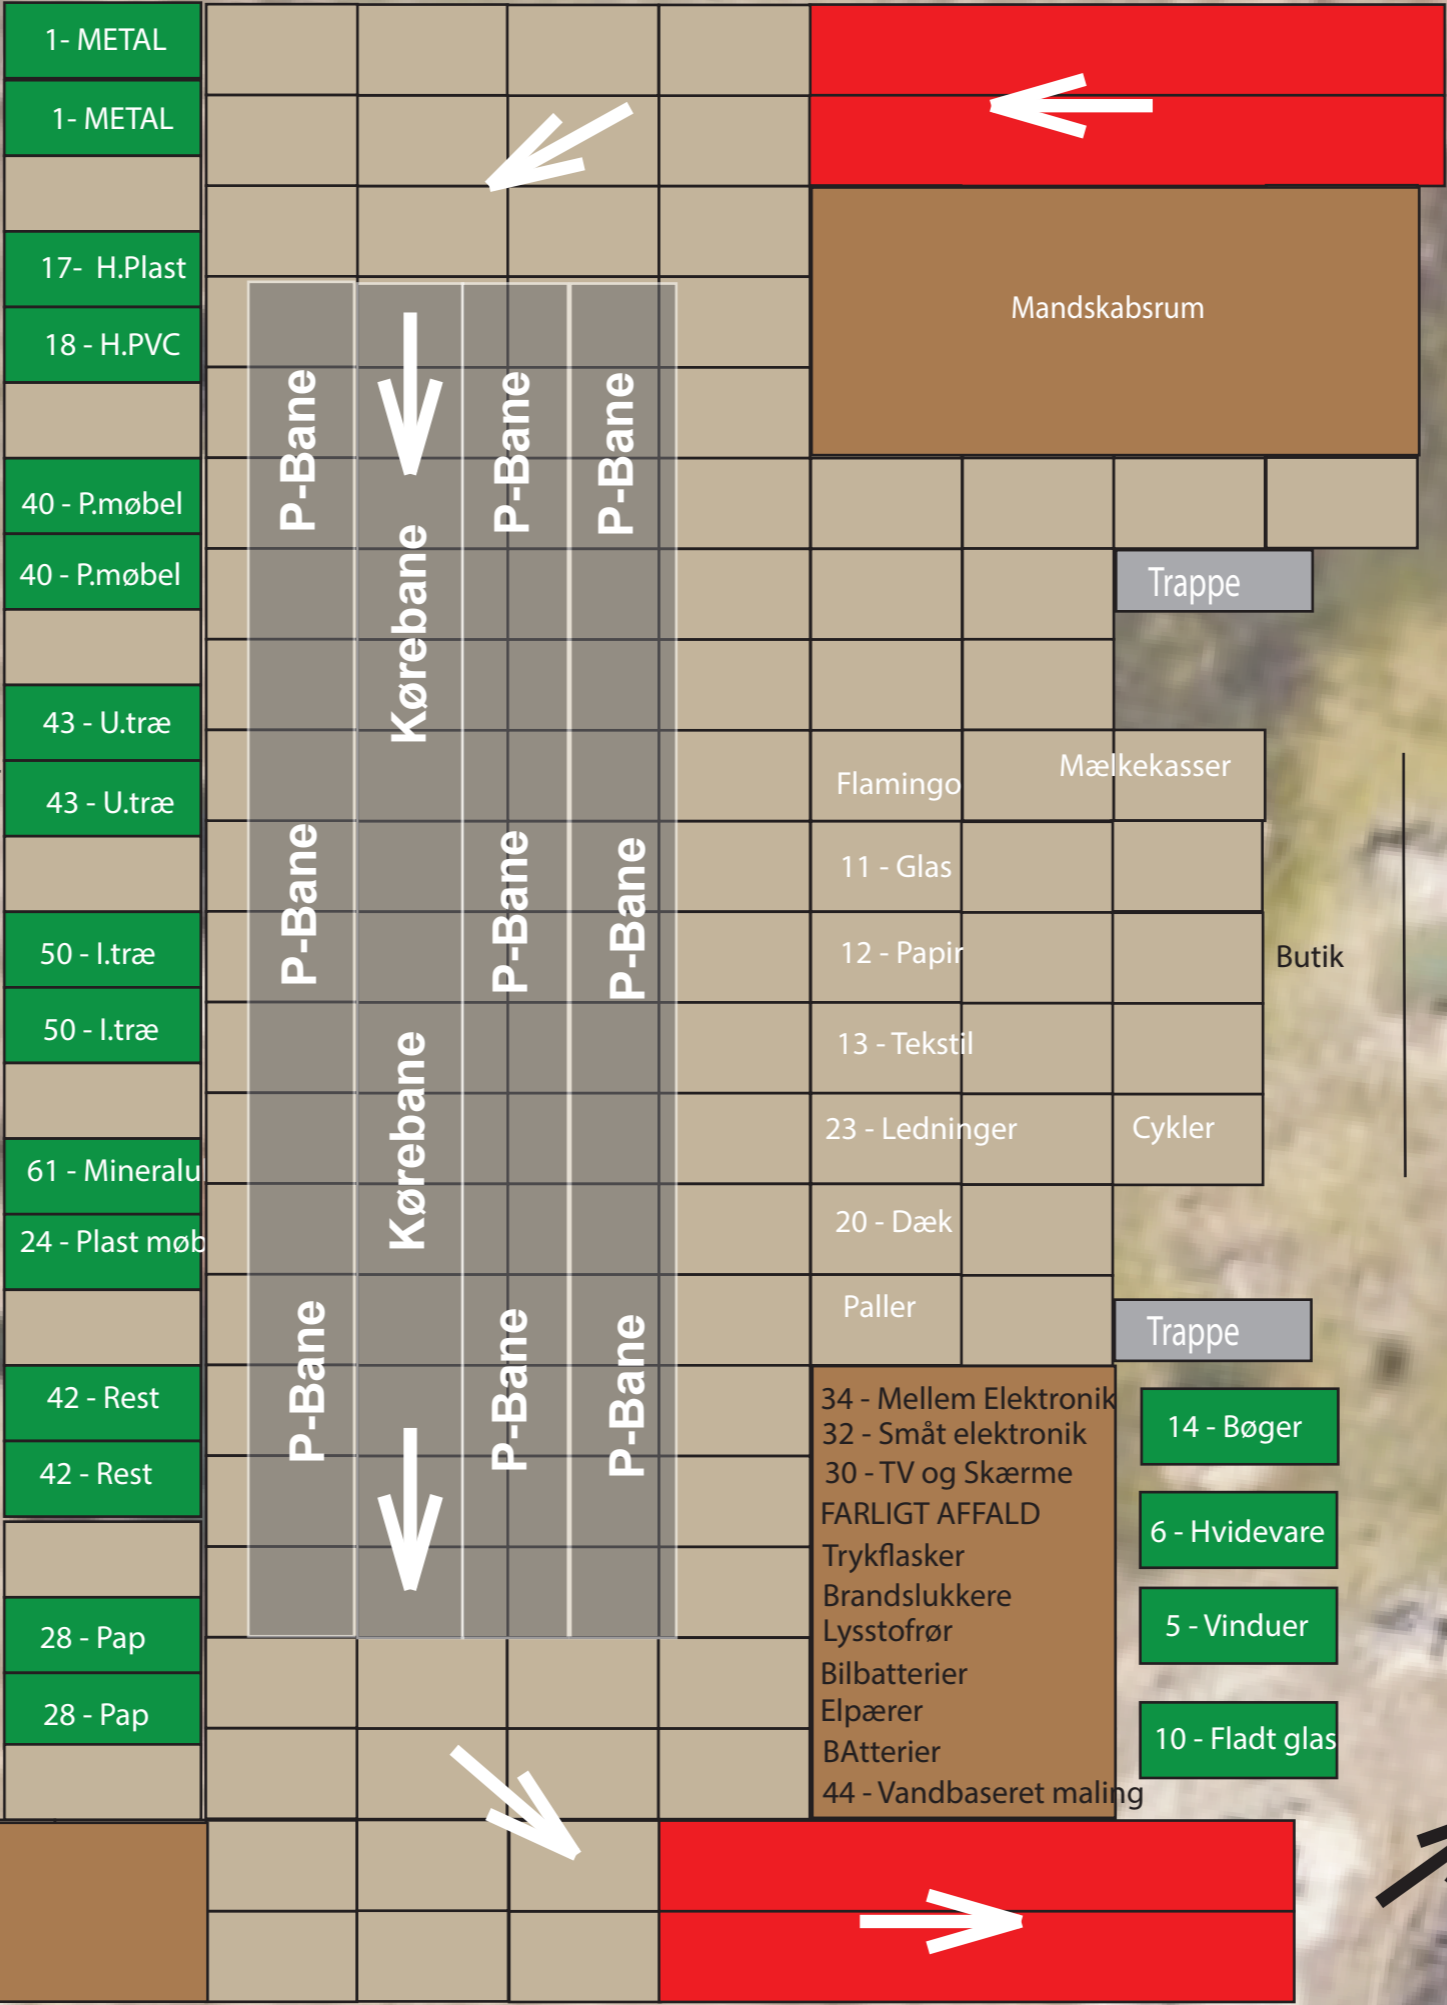 1- METAL
1- METAL
17-  H.Plast
18 - H.PVC
40 - P.møbel
40 - P.møbel
43 - U.træ
43 - U.træ
50 - I.træ
50 - I.træ
61 - Mineralu
24 - Plast møb
42 - Rest
42 - Rest
28 - Pap
28 - Pap
P-Bane
P-Bane
P-Bane
Kørebane
Kørebane
P-Bane
P-Bane
P-Bane
P-Bane
P-Bane
P-Bane
Mandskabsrum
Trappe
Flamingo
Mælkekasser
11 - Glas
12 - Papir
13 - Tekstil
23 - Ledninger
Cykler
20 - Dæk
Paller
Butik
Trappe
34 - Mellem Elektronik
32 - Småt elektronik
30 - TV og Skærme
FARLIGT AFFALD
Trykflasker
Brandslukkere
Lysstofrør
Bilbatterier
Elpærer
BAtterier
44 - Vandbaseret maling
14 - Bøger
6 - Hvidevare
5 - Vinduer
10 - Fladt glas